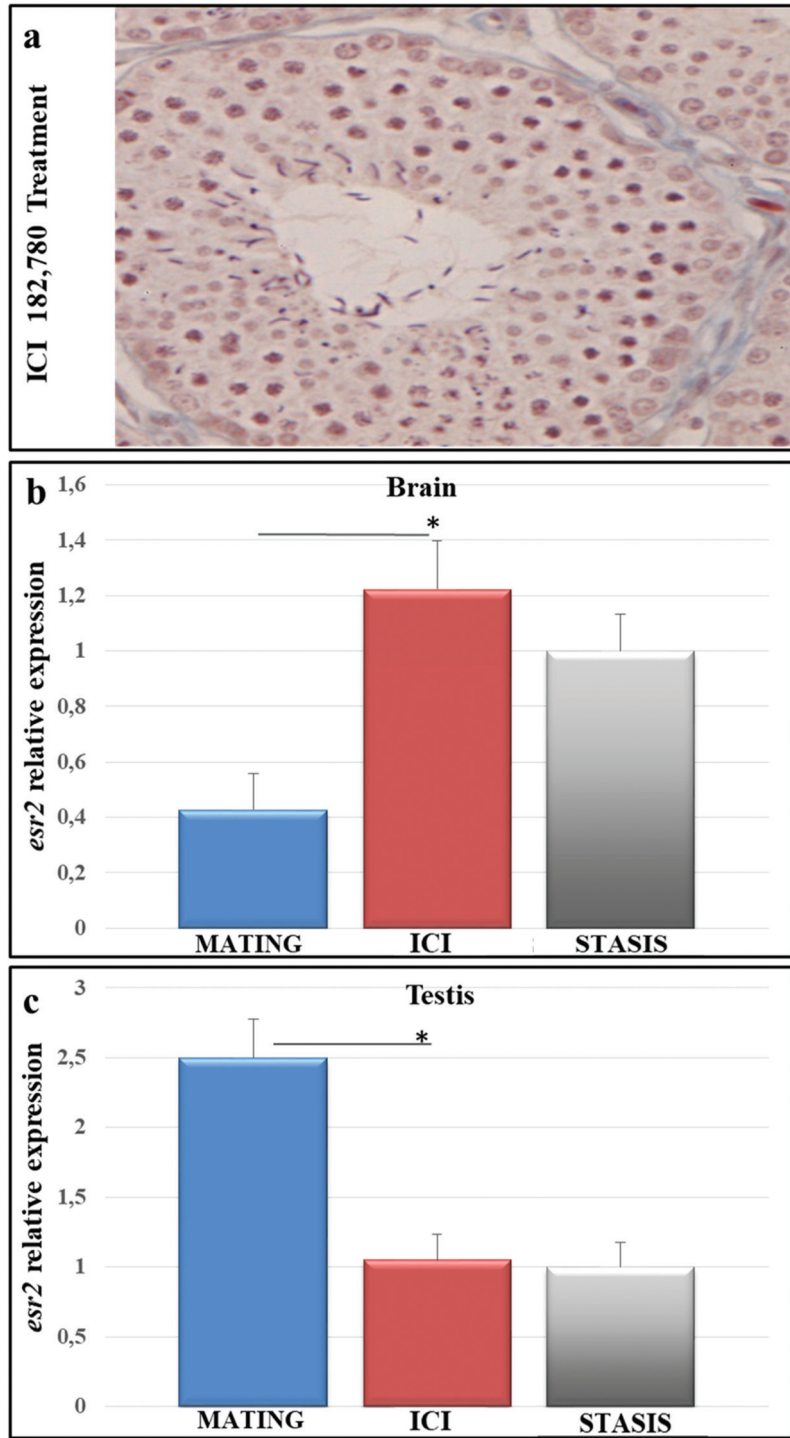 a
ICI 182,780 Treatment
b
Brain
esr2 relative expression
1,6
1,4
1,2
1
0,8
0,6
0,4
0,2
0
*
MATING
ICI
STASIS
c
Testis
esr2 relative expression
3
2,5
2
1,5
1
0,5
0
*
MATING
ICI
STASIS